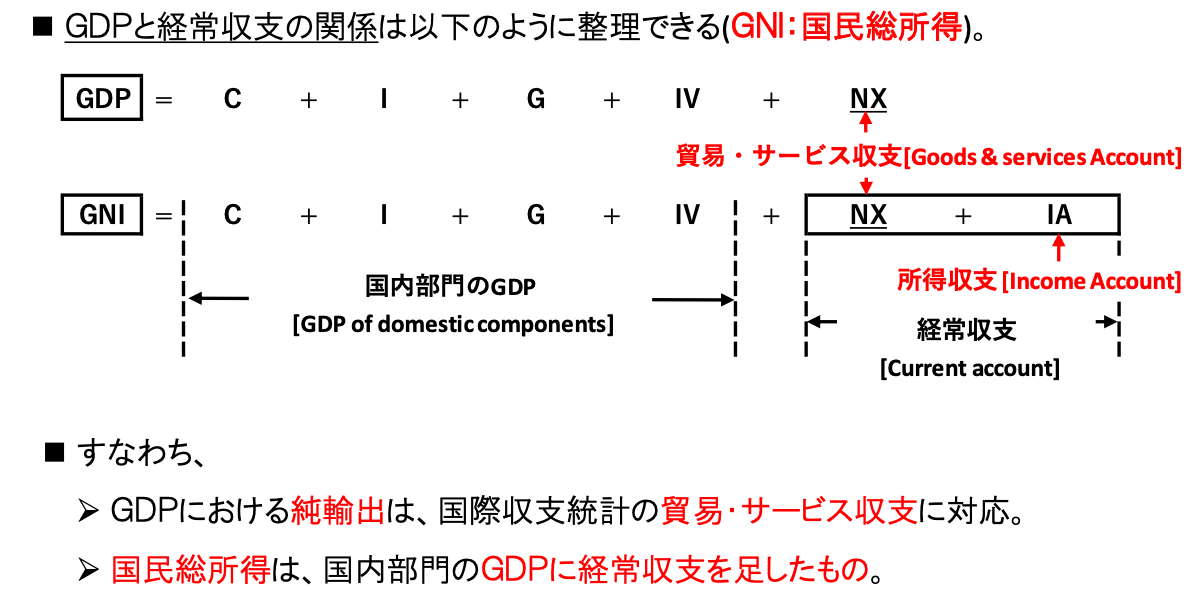 ■ GDPと経常収支の関係は以下のように整理できる(GNI：国民総所得)。
GDP = C + I + G + IV + NX
貿易・サービス収支[Goods & services Account]
GNI = C + I + G + IV + NX + IA
国内部門のGDP
[GDP of domestic components]
所得収支[Income Account]
経常収支
[Current account]
■ すなわち、
➢ GDPにおける純輸出は、国際収支統計の貿易・サービス収支に対応。
➢ 国民総所得は、国内部門のGDPに経常収支を足したもの。